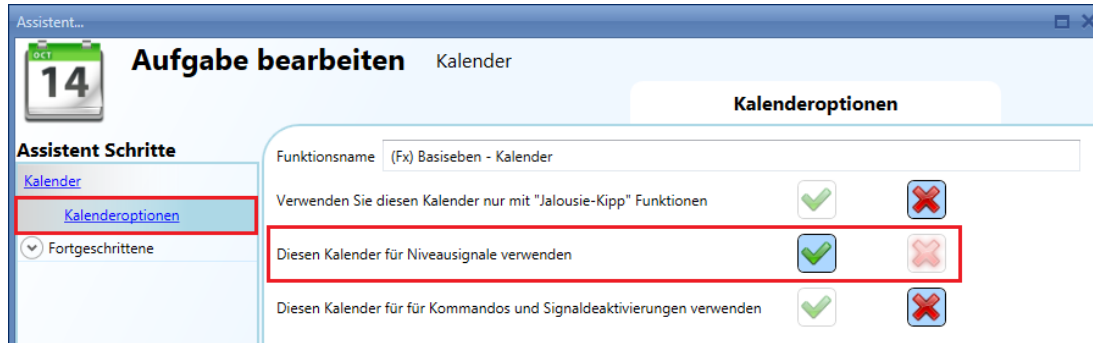 Assistent...
OCT
14
Aufgabe bearbeiten Kalender
Kalenderoptionen
Assistent Schritte
Kalender
Kalenderoptionen
Fortgeschrittene
Funktionsname (Fx) Basiseben - Kalender
Verwenden Sie diesen Kalender nur mit "Jalousie-Kipp" Funktionen
Diesen Kalender für Niveausignale verwenden
Diesen Kalender für für Kommandos und Signaldeaktivierungen verwenden